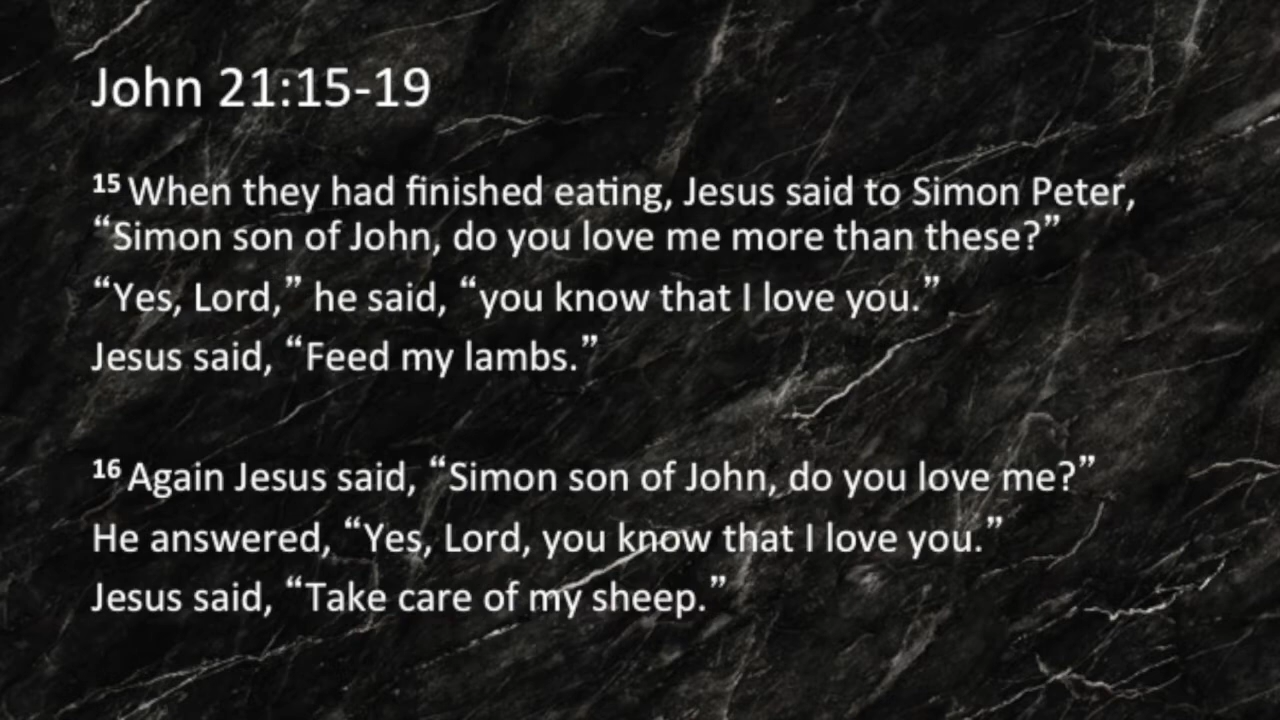 John 21:15-19
15 When they had finished eating, Jesus said to Simon Peter,
“Simon son of John, do you love me more than these?”
“Yes, Lord,” he said, “you know that I love you.”
Jesus said, “Feed my lambs.”
16 Again Jesus said, “Simon son of John, do you love me?”
He answered, “Yes, Lord, you know that I love you.”
Jesus said, “Take care of my sheep.”